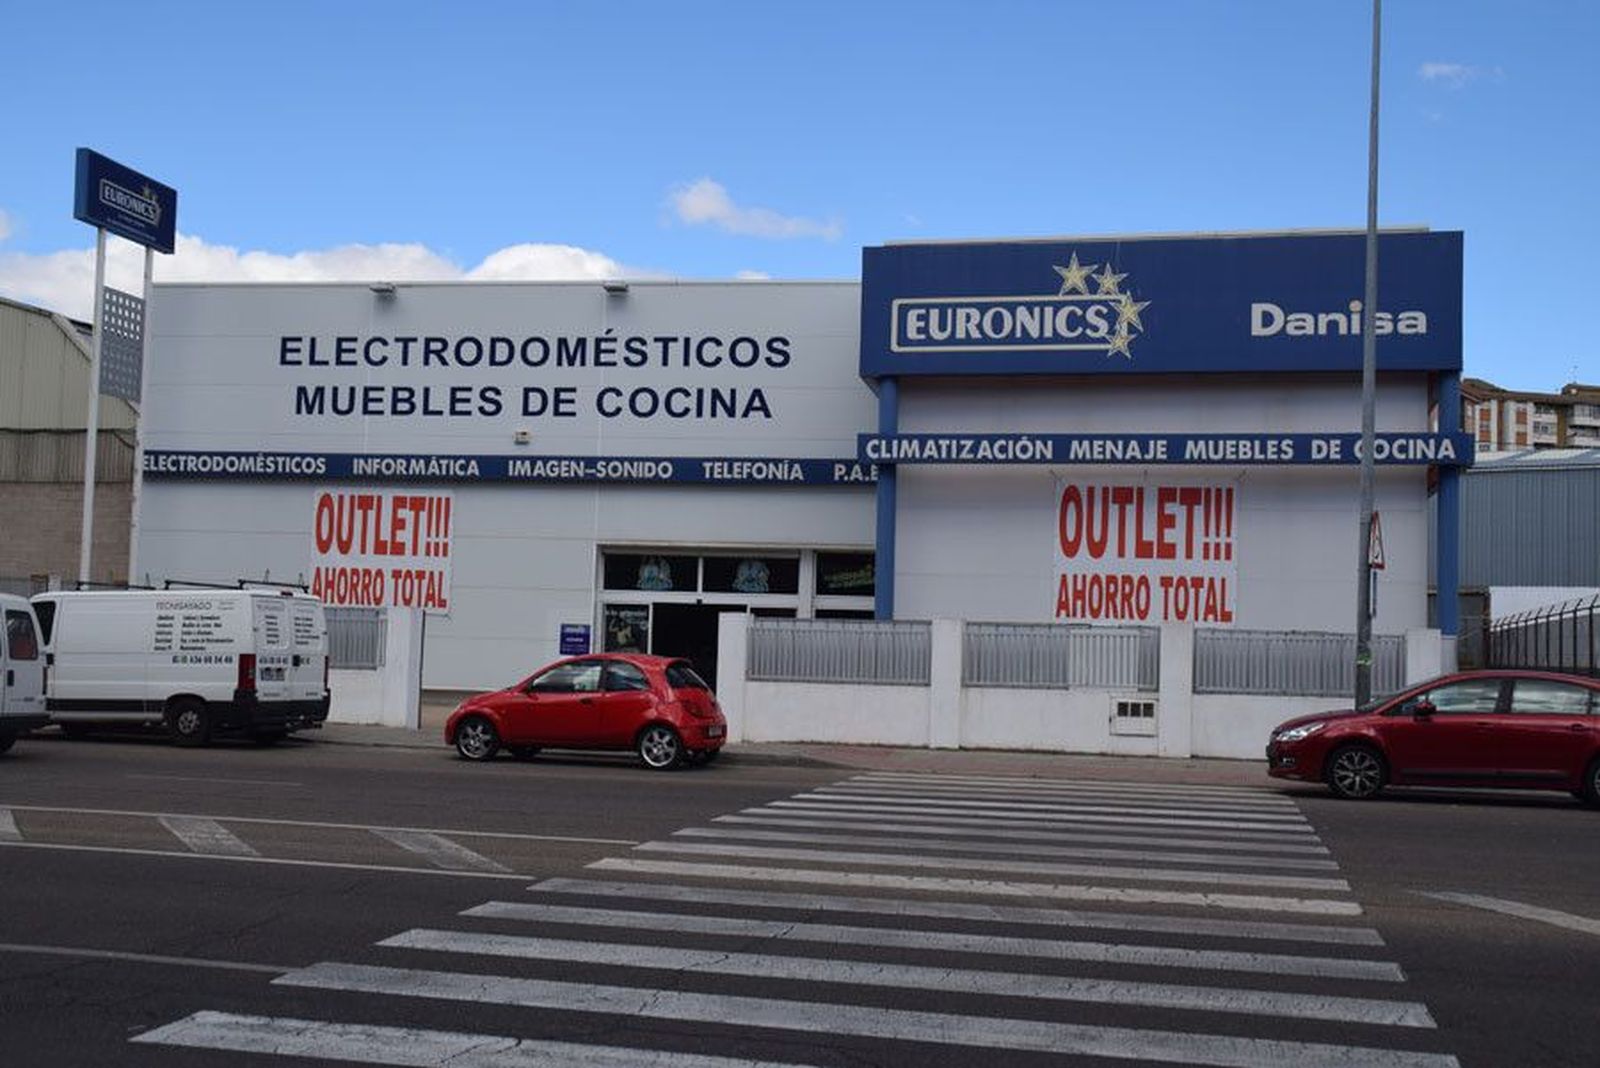 EURONICS
ELECTRODOMÉSTICOS
MUEBLES DE COCINA
EURONICS
Danisa
ELECTRODOMÉSTICOS INFORMÁTICA IMAGEN-SONIDO TELEFONÍA P.A.E
CLIMATIZACIÓN MENAJE MUEBLES DE COCINA
OUTLET!!!
AHORRO TOTAL
OUTLET!!!
AHORRO TOTAL
TECNISAYAGO